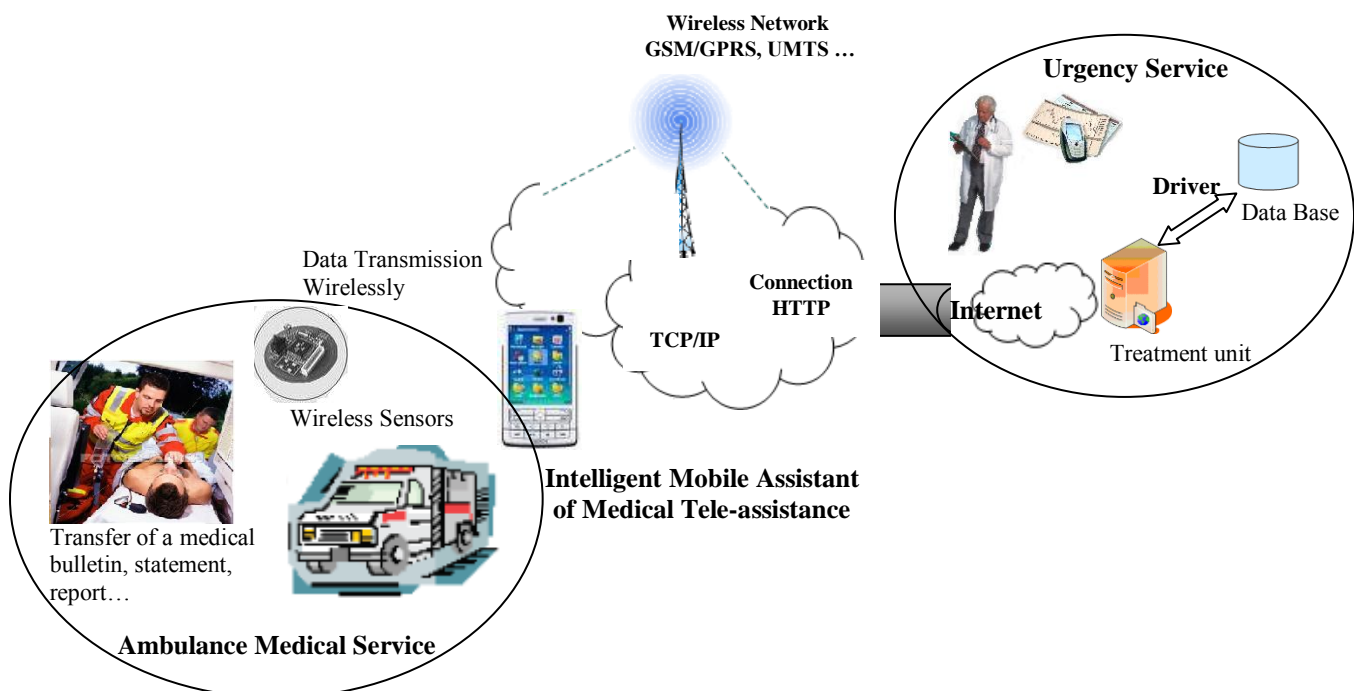 Wireless Network
GSM/GPRS, UMTS …
Urgency Service
Driver
Data Base
Data Transmission
Wirelessly
Connection
HTTP
Internet
TCP/IP
Treatment unit
Wireless Sensors
Intelligent Mobile Assistant
of Medical Tele-assistance
Transfer of a medical
bulletin, statement,
report…
Ambulance Medical Service